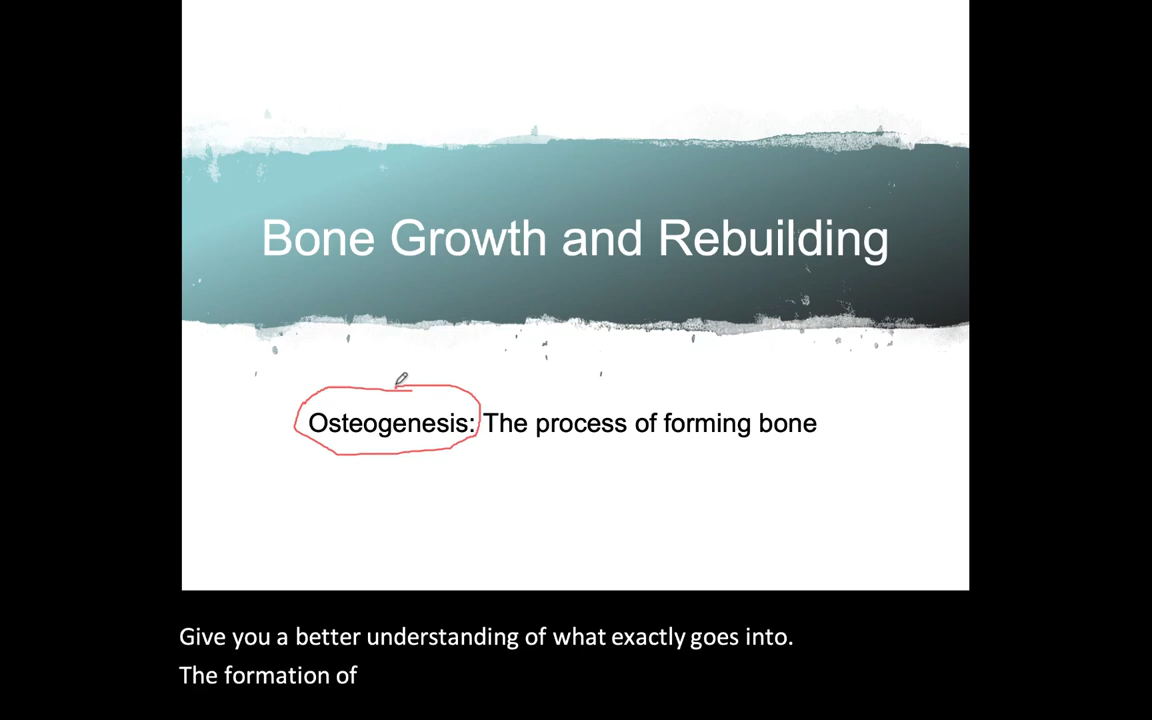 Bone Growth and Rebuilding
Osteogenesis: The process of forming bone
Give you a better understanding of what exactly goes into.
The formation of